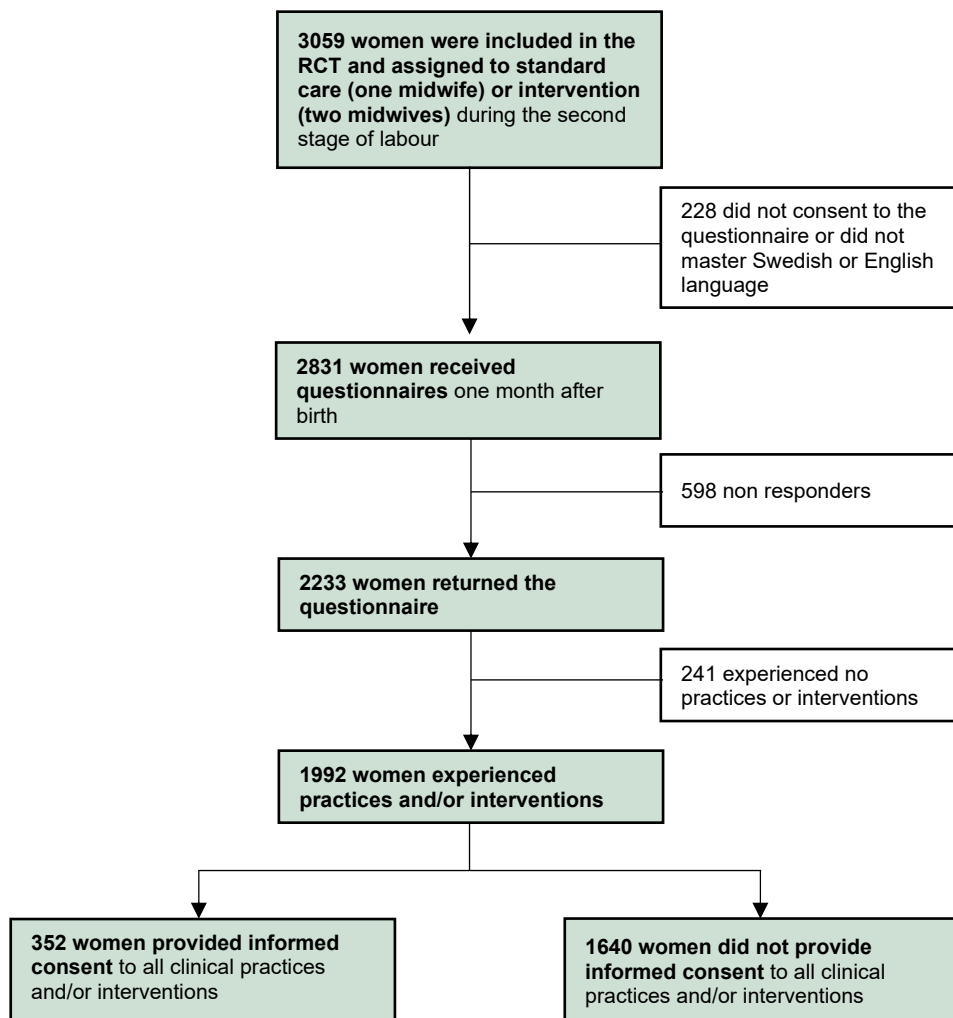 3059 women were included in the
RCT and assigned to standard
care (one midwife) or intervention
(two midwives) during the second
stage of labour
228 did not consent to the
questionnaire or did not
master Swedish or English
language
2831 women received
questionnaires one month after
birth
598 non responders
2233 women returned the
questionnaire
241 experienced no
practices or interventions
1992 women experienced
practices and/or interventions
352 women provided informed
consent to all clinical practices
and/or interventions
1640 women did not provide
informed consent to all clinical
practices and/or interventions